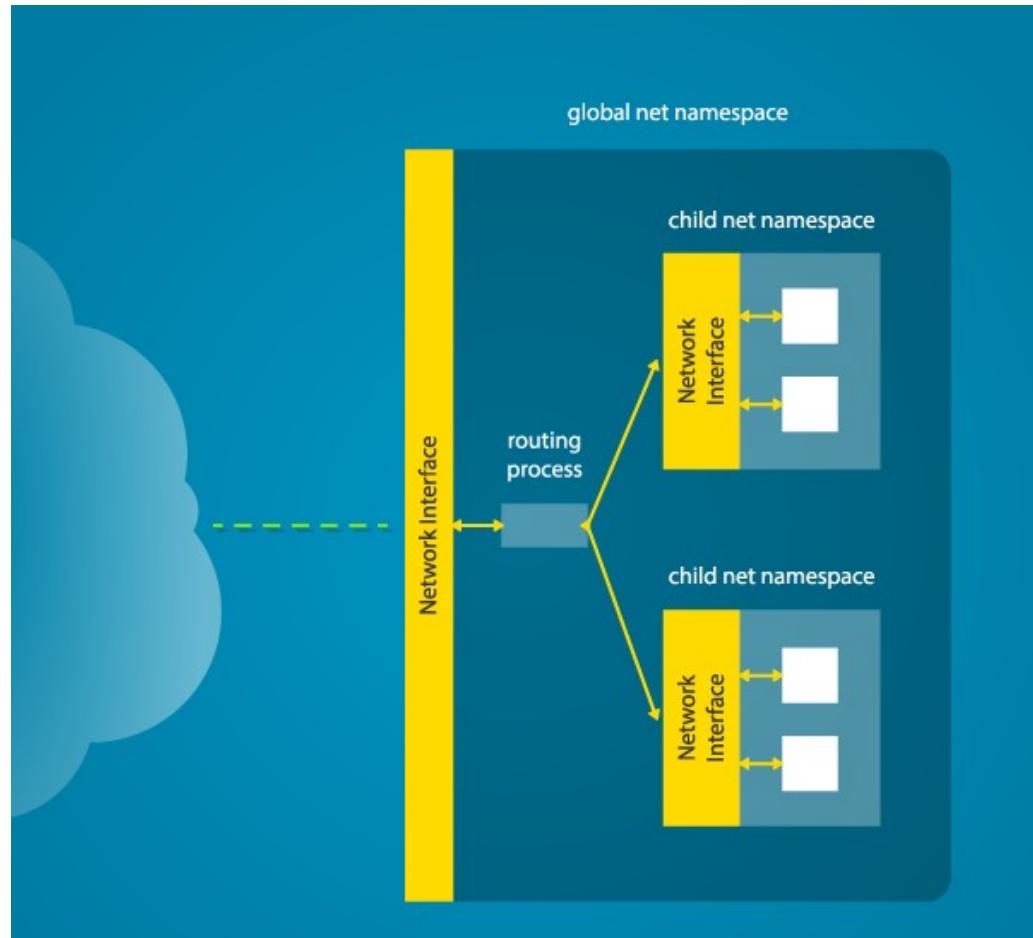 global net namespace
child net namespace
Network
Interface
routing
process
Network Interface
child net namespace
Network
Interface